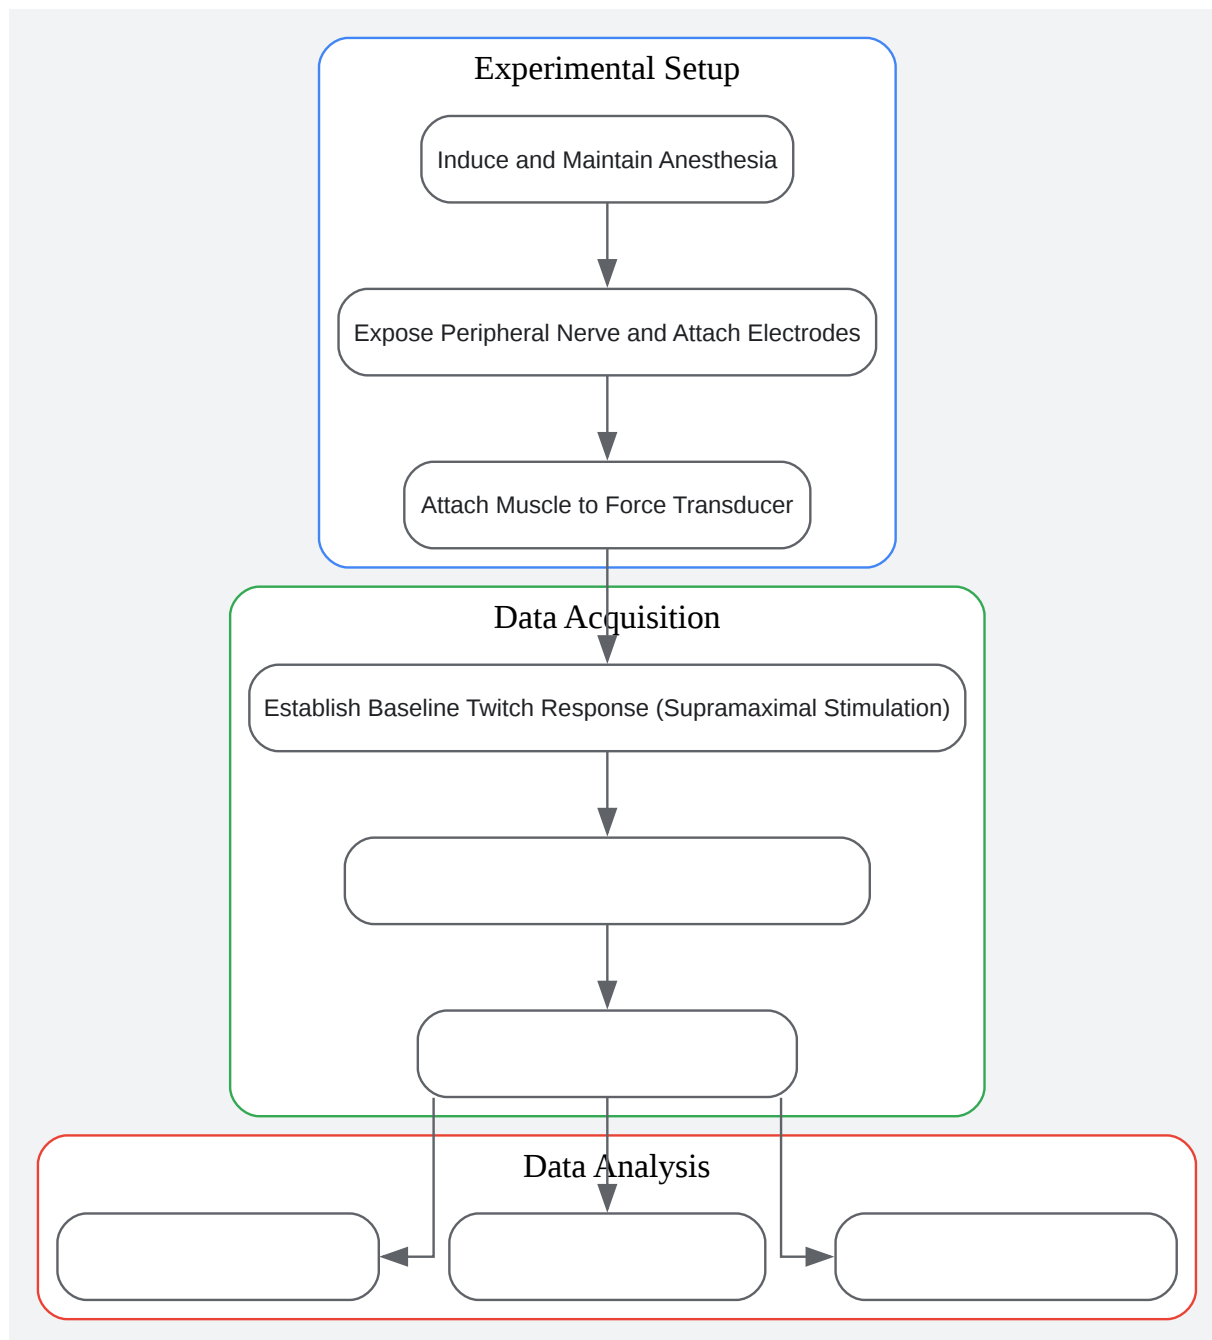 Experimental Setup
Induce and Maintain Anesthesia
Expose Peripheral Nerve and Attach Electrodes
Attach Muscle to Force Transducer
Data Acquisition
Establish Baseline Twitch Response (Supramaximal Stimulation)
Data Analysis